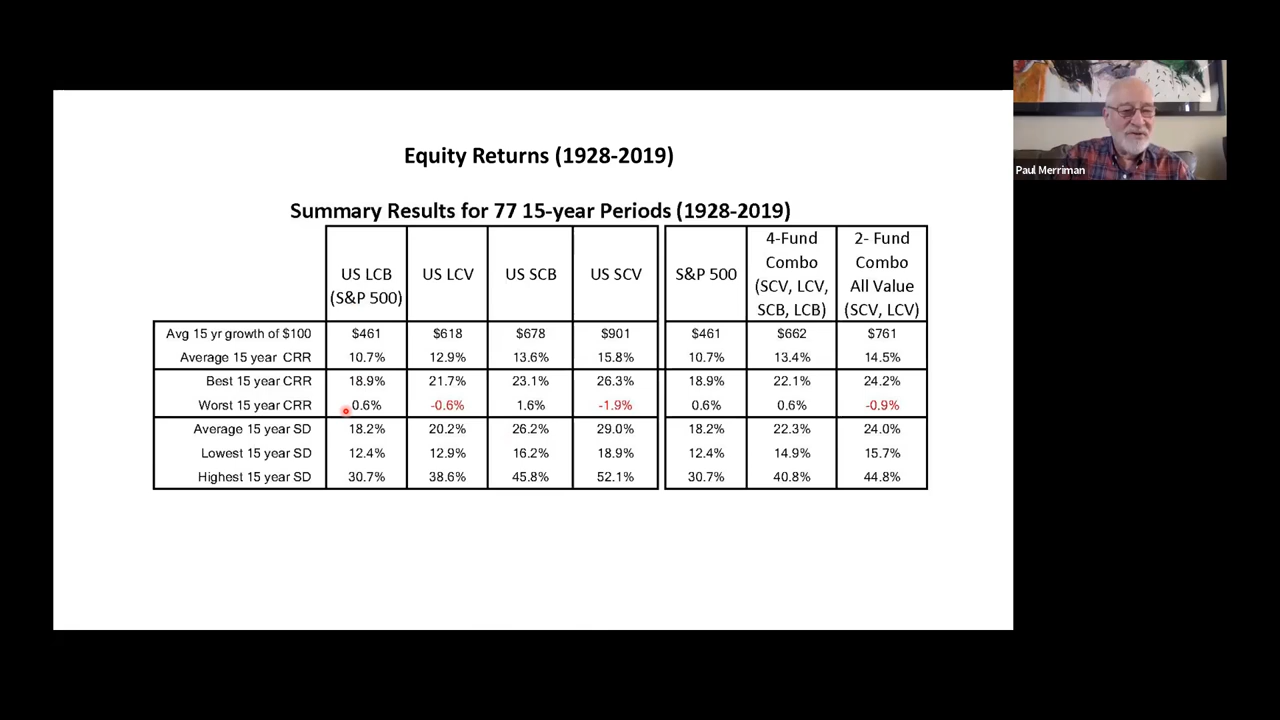 Equity Returns (1928-2019)
Summary Results for 77 15-year Periods (1928-2019)
US LCB
(S&P 500)
US LCV
US SCB
US SCV
S&P 500
4-Fund
Combo
(SCV, LCV,
SCB, LCB)
2- Fund
Combo
All Value
(SCV, LCV)
Avg 15 yr growth of $100 $461 $618 $678 $901 $461 $662 $761
Average 15 year CRR 10.7% 12.9% 13.6% 15.8% 10.7% 13.4% 14.5%
Best 15 year CRR 18.9% 21.7% 23.1% 26.3% 18.9% 22.1% 24.2%
Worst 15 year CRR 0.6% -0.6% 1.6% -1.9% 0.6% 0.6% -0.9%
Average 15 year SD 18.2% 20.2% 26.2% 29.0% 18.2% 22.3% 24.0%
Lowest 15 year SD 12.4% 12.9% 16.2% 18.9% 12.4% 14.9% 15.7%
Highest 15 year SD 30.7% 38.6% 45.8% 52.1% 30.7% 40.8% 44.8%
Paul Merriman